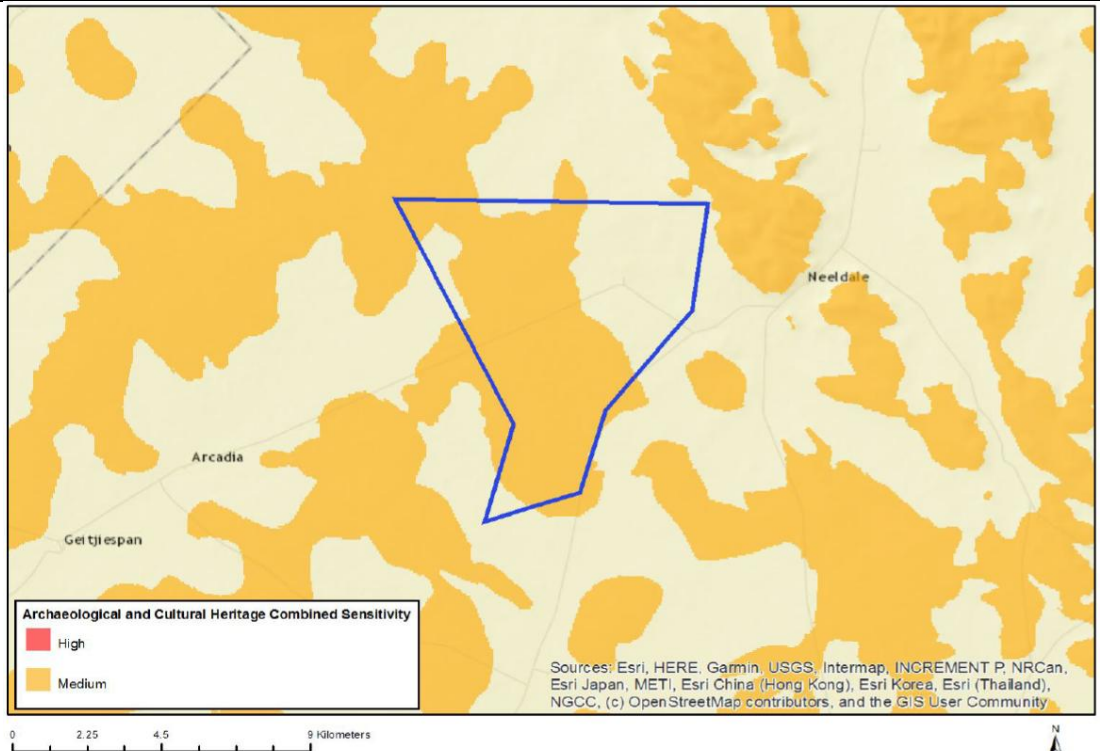 Neeldale
Arcadia
Geitjiespan
Archaeological and Cultural Heritage Combined Sensitivity
High
Medium
Sources: Esri, HERE, Garmin, USGS, Intermap, INCREMENT P, NRCan,
Esri Japan, METI, Esri China (Hong Kong), Esri Korea, Esri (Thailand),
NGCC, (c) OpenStreetMap contributors, and the GIS User Community
0 2.25 4.5 9 Kilometers
N